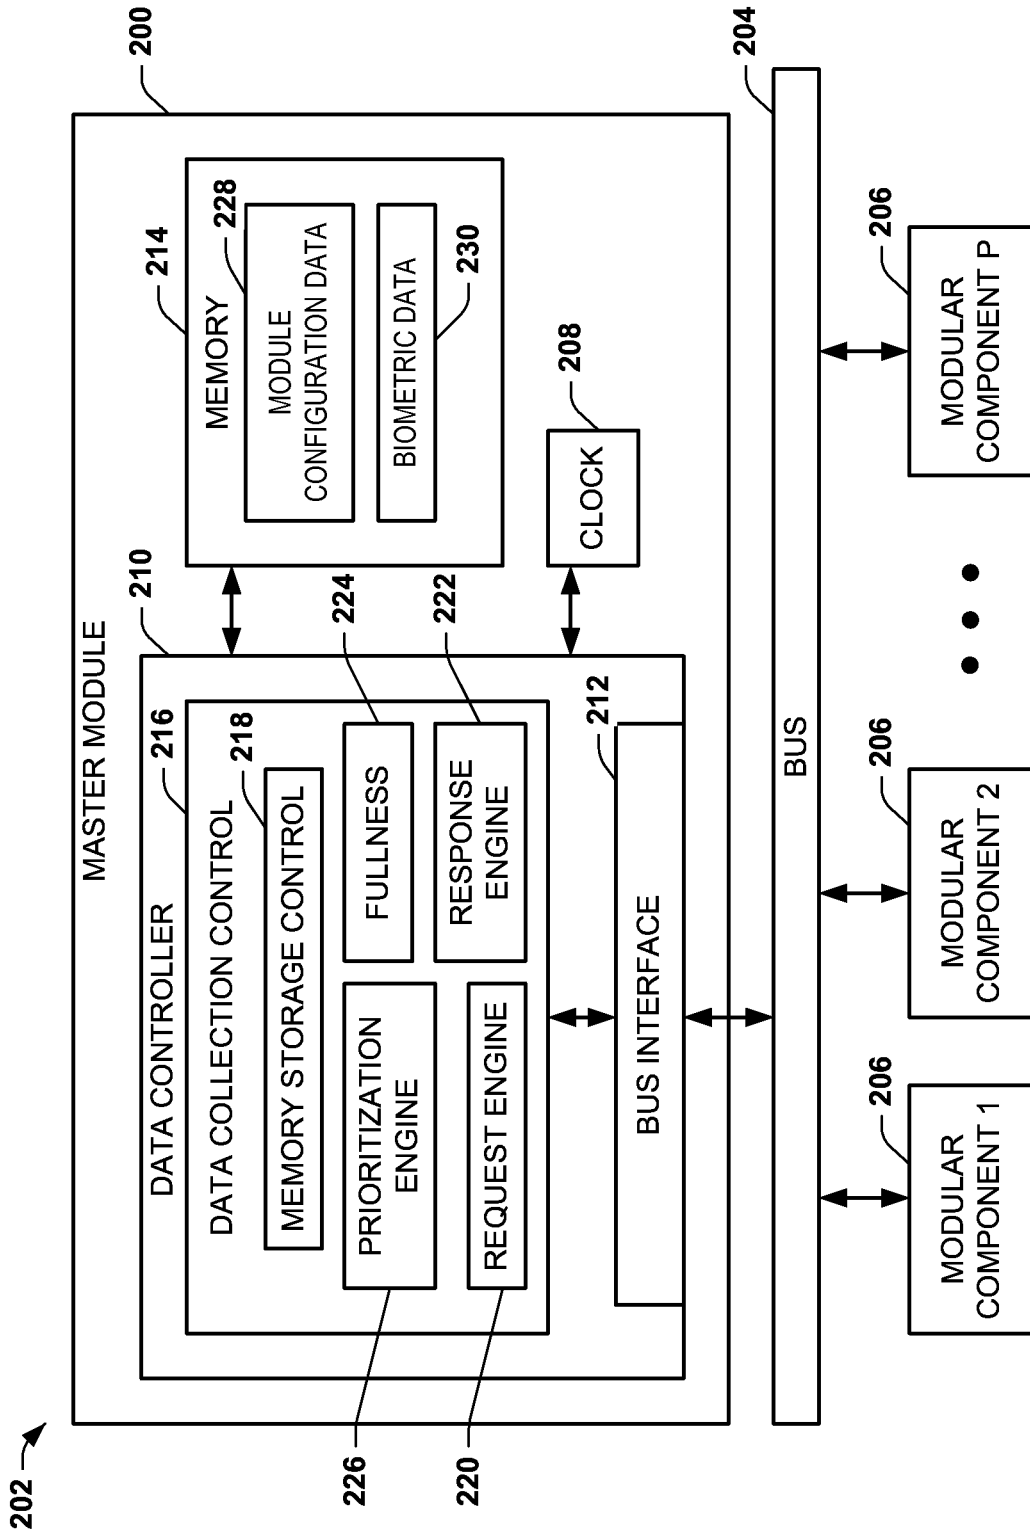 202
MASTER MODULE
200
DATA CONTROLLER
210
DATA COLLECTION CONTROL
216
MEMORY STORAGE CONTROL
218
PRIORITIZATION
ENGINE
226
FULLNESS
224
REQUEST ENGINE
220
RESPONSE
ENGINE
222
BUS INTERFACE
212
MEMORY
214
MODULE
CONFIGURATION DATA
228
BIOMETRIC DATA
230
CLOCK
208
BUS
204
MODULAR
COMPONENT 1
206
MODULAR
COMPONENT 2
206
MODULAR
COMPONENT P
206